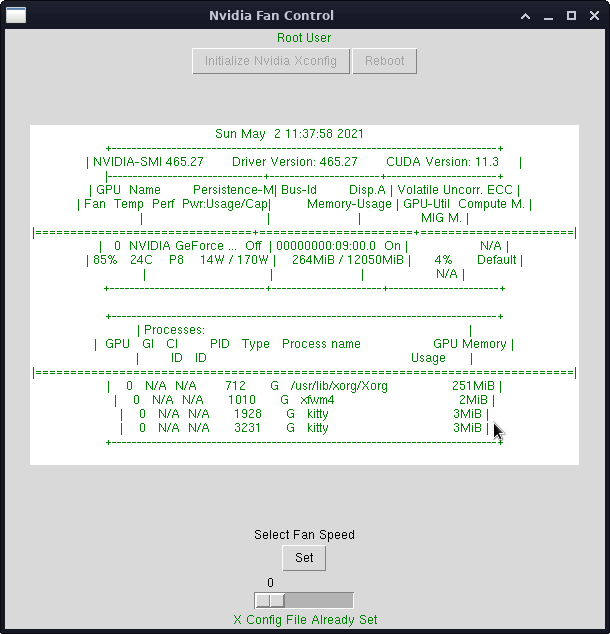 Nvidia Fan Control
Root User
Initialize Nvidia Xconfig Reboot
Sun May  2 11:37:58 2021
+-----------------------------------------------------------------------------+
| NVIDIA-SMI 465.27       Driver Version: 465.27       CUDA Version: 11.3     |
|-------------------------------+----------------------+----------------------+
| GPU  Name        Persistence-M| Bus-Id        Disp.A | Volatile Uncorr. ECC |
| Fan  Temp  Perf  Pwr:Usage/Cap|         Memory-Usage | GPU-Util  Compute M. |
|                               |                      |               MIG M. |
|===============================+======================+======================|
|   0  NVIDIA GeForce ...  Off  | 00000000:09:00.0  On |                  N/A |
| 85%   24C    P8    14W / 170W |    264MiB / 12050MiB |      4%      Default |
|                               |                      |                  N/A |
+-------------------------------+----------------------+----------------------+
+-----------------------------------------------------------------------------+
| Processes:                                                                  |
|  GPU   GI   CI        PID   Type   Process name                  GPU Memory |
|        ID   ID                                                   Usage      |
|=============================================================================|
|    0   N/A  N/A       712      G   /usr/lib/xorg/Xorg                251MiB |
|    0   N/A  N/A      1010      G   xfwm4                               2MiB |
|    0   N/A  N/A      1928      G   kitty                               3MiB |
|    0   N/A  N/A      3231      G   kitty                               3MiB |
+-----------------------------------------------------------------------------+
Select Fan Speed
Set
0
X Config File Already Set